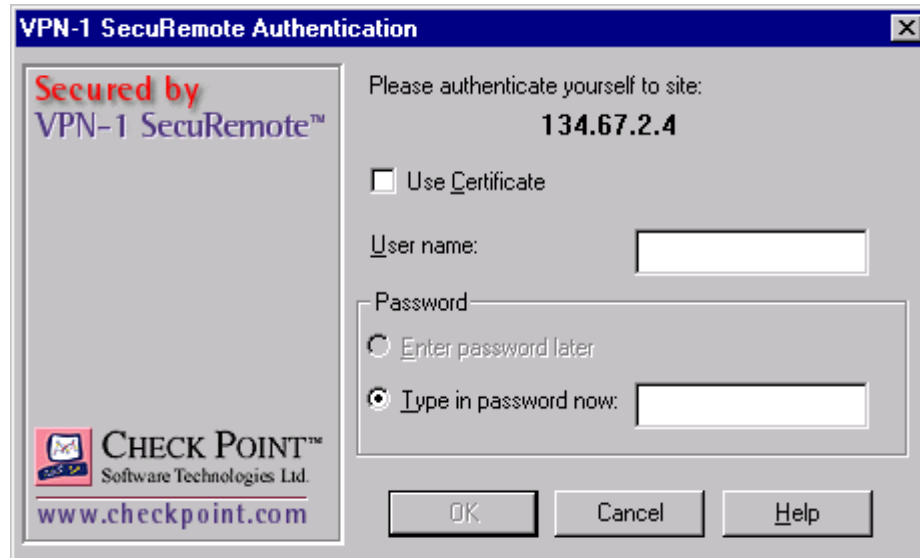 VPN-1 SecuRemote Authentication
Secured by
VPN-1 SecuRemote™
CHECK POINT™
Software Technologies Ltd.
www.checkpoint.com
Please authenticate yourself to site:
134.67.2.4
Use Certificate
User name:
Password
Enter password later
Type in password now:
OK
Cancel
Help